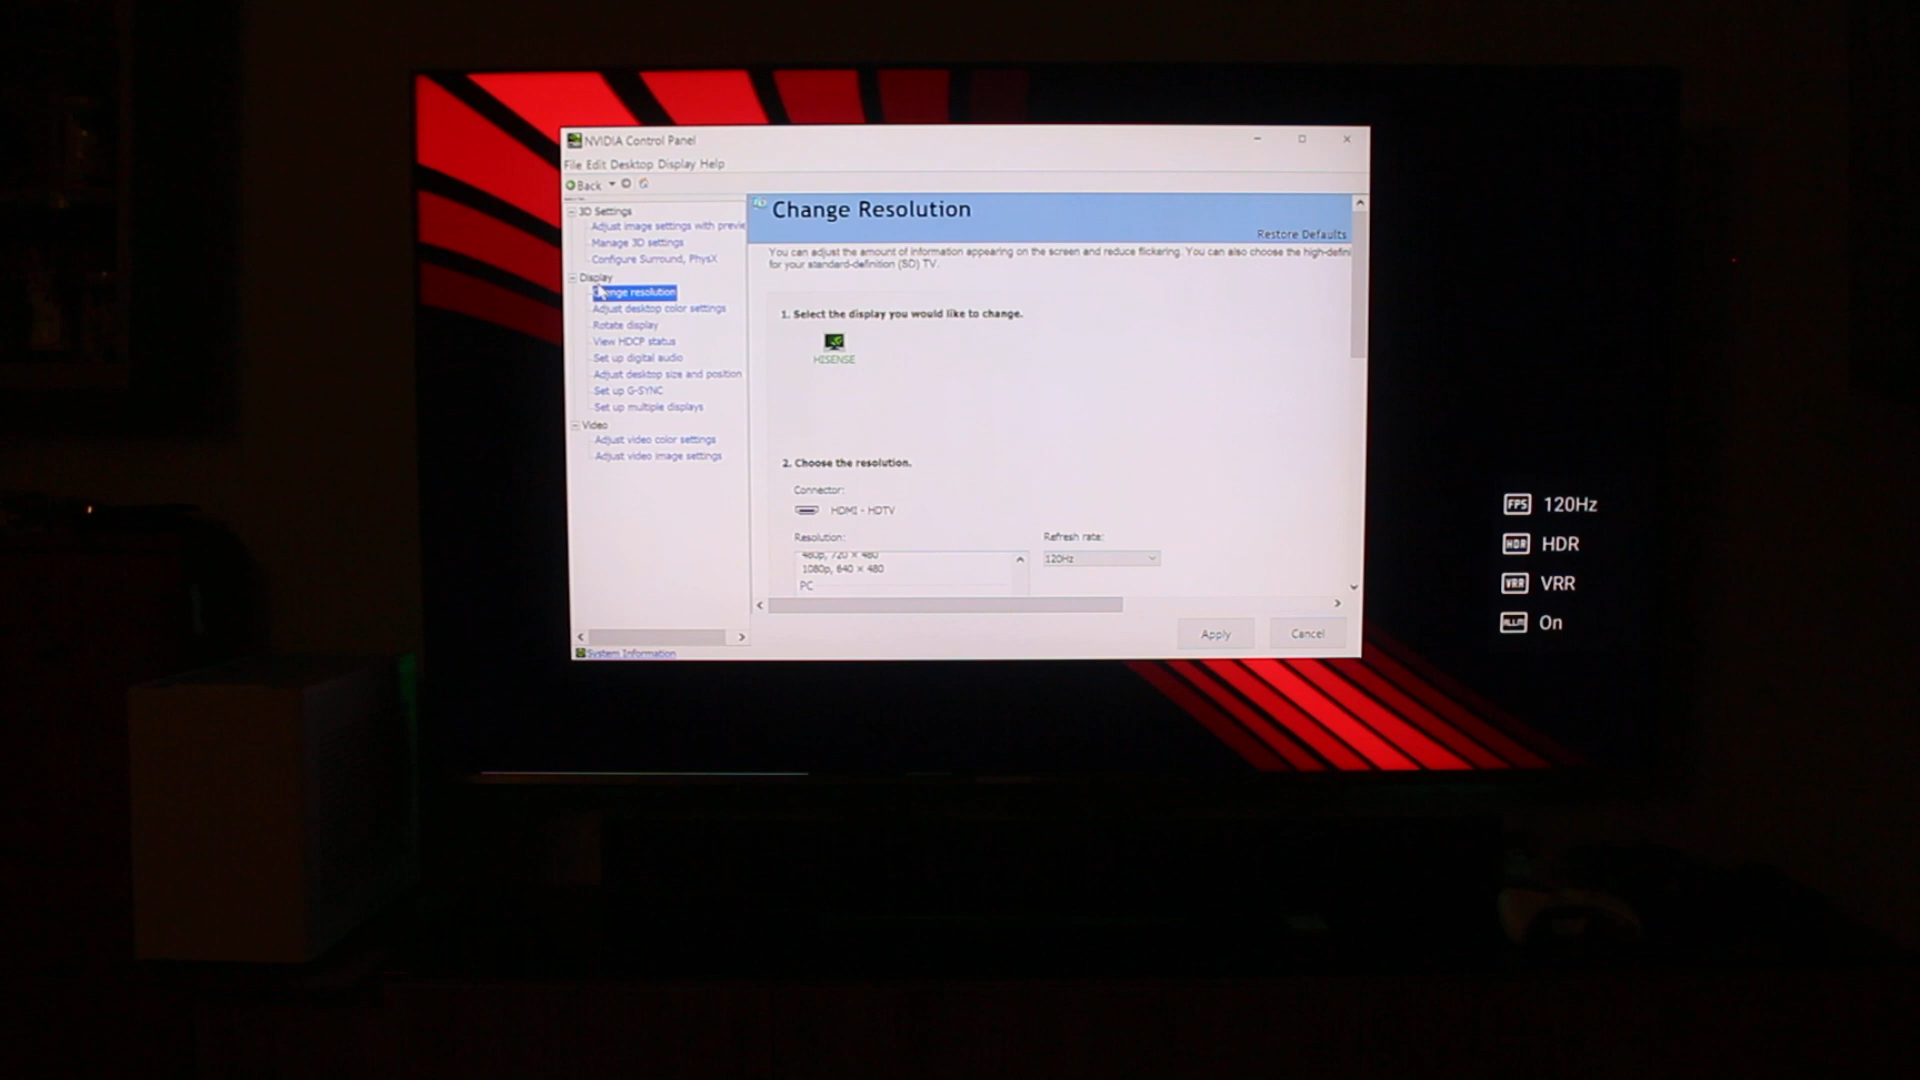 NVIDIA Control Panel
File Edit Desktop Display Help
Back
3D Settings
Adjust image settings with previe
Manage 3D settings
Configure Surround, PhysX
Display
Change resolution
Adjust desktop color settings
Rotate display
View HDCP status
Set up digital audio
Adjust desktop size and position
Set up G-SYNC
Set up multiple displays
Video
Adjust video color settings
Adjust video image settings
System Information
Change Resolution
Restore Defaults
You can adjust the amount of information appearing on the screen and reduce flickering. You can also choose the high-defini
for your standard-definition (SD) TV.
1. Select the display you would like to change.
HISENSE
2. Choose the resolution.
Connector:
HDMI - HDTV
Resolution:
480p, 720 × 480
1080p, 640 × 480
PC
Refresh rate:
120Hz
Apply
Cancel
FPS 120Hz
HDR HDR
VRR VRR
ALLM On